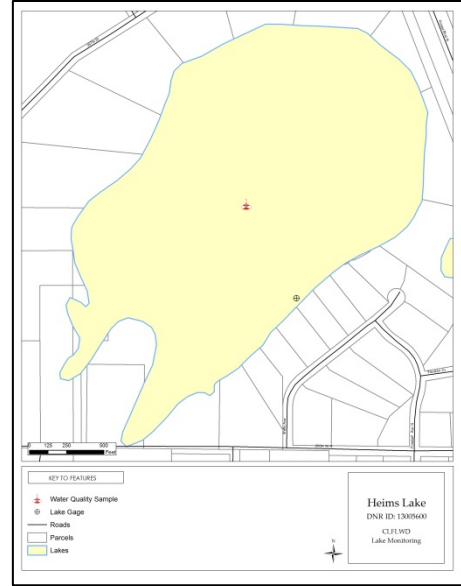 0 125 250 500
Feet
KEY TO FEATURES
Water Quality Sample
Lake Gage
Roads
Parcels
Lakes
N
Heims Lake
DNR ID: 13005600
CLFLWD
Lake Monitoring